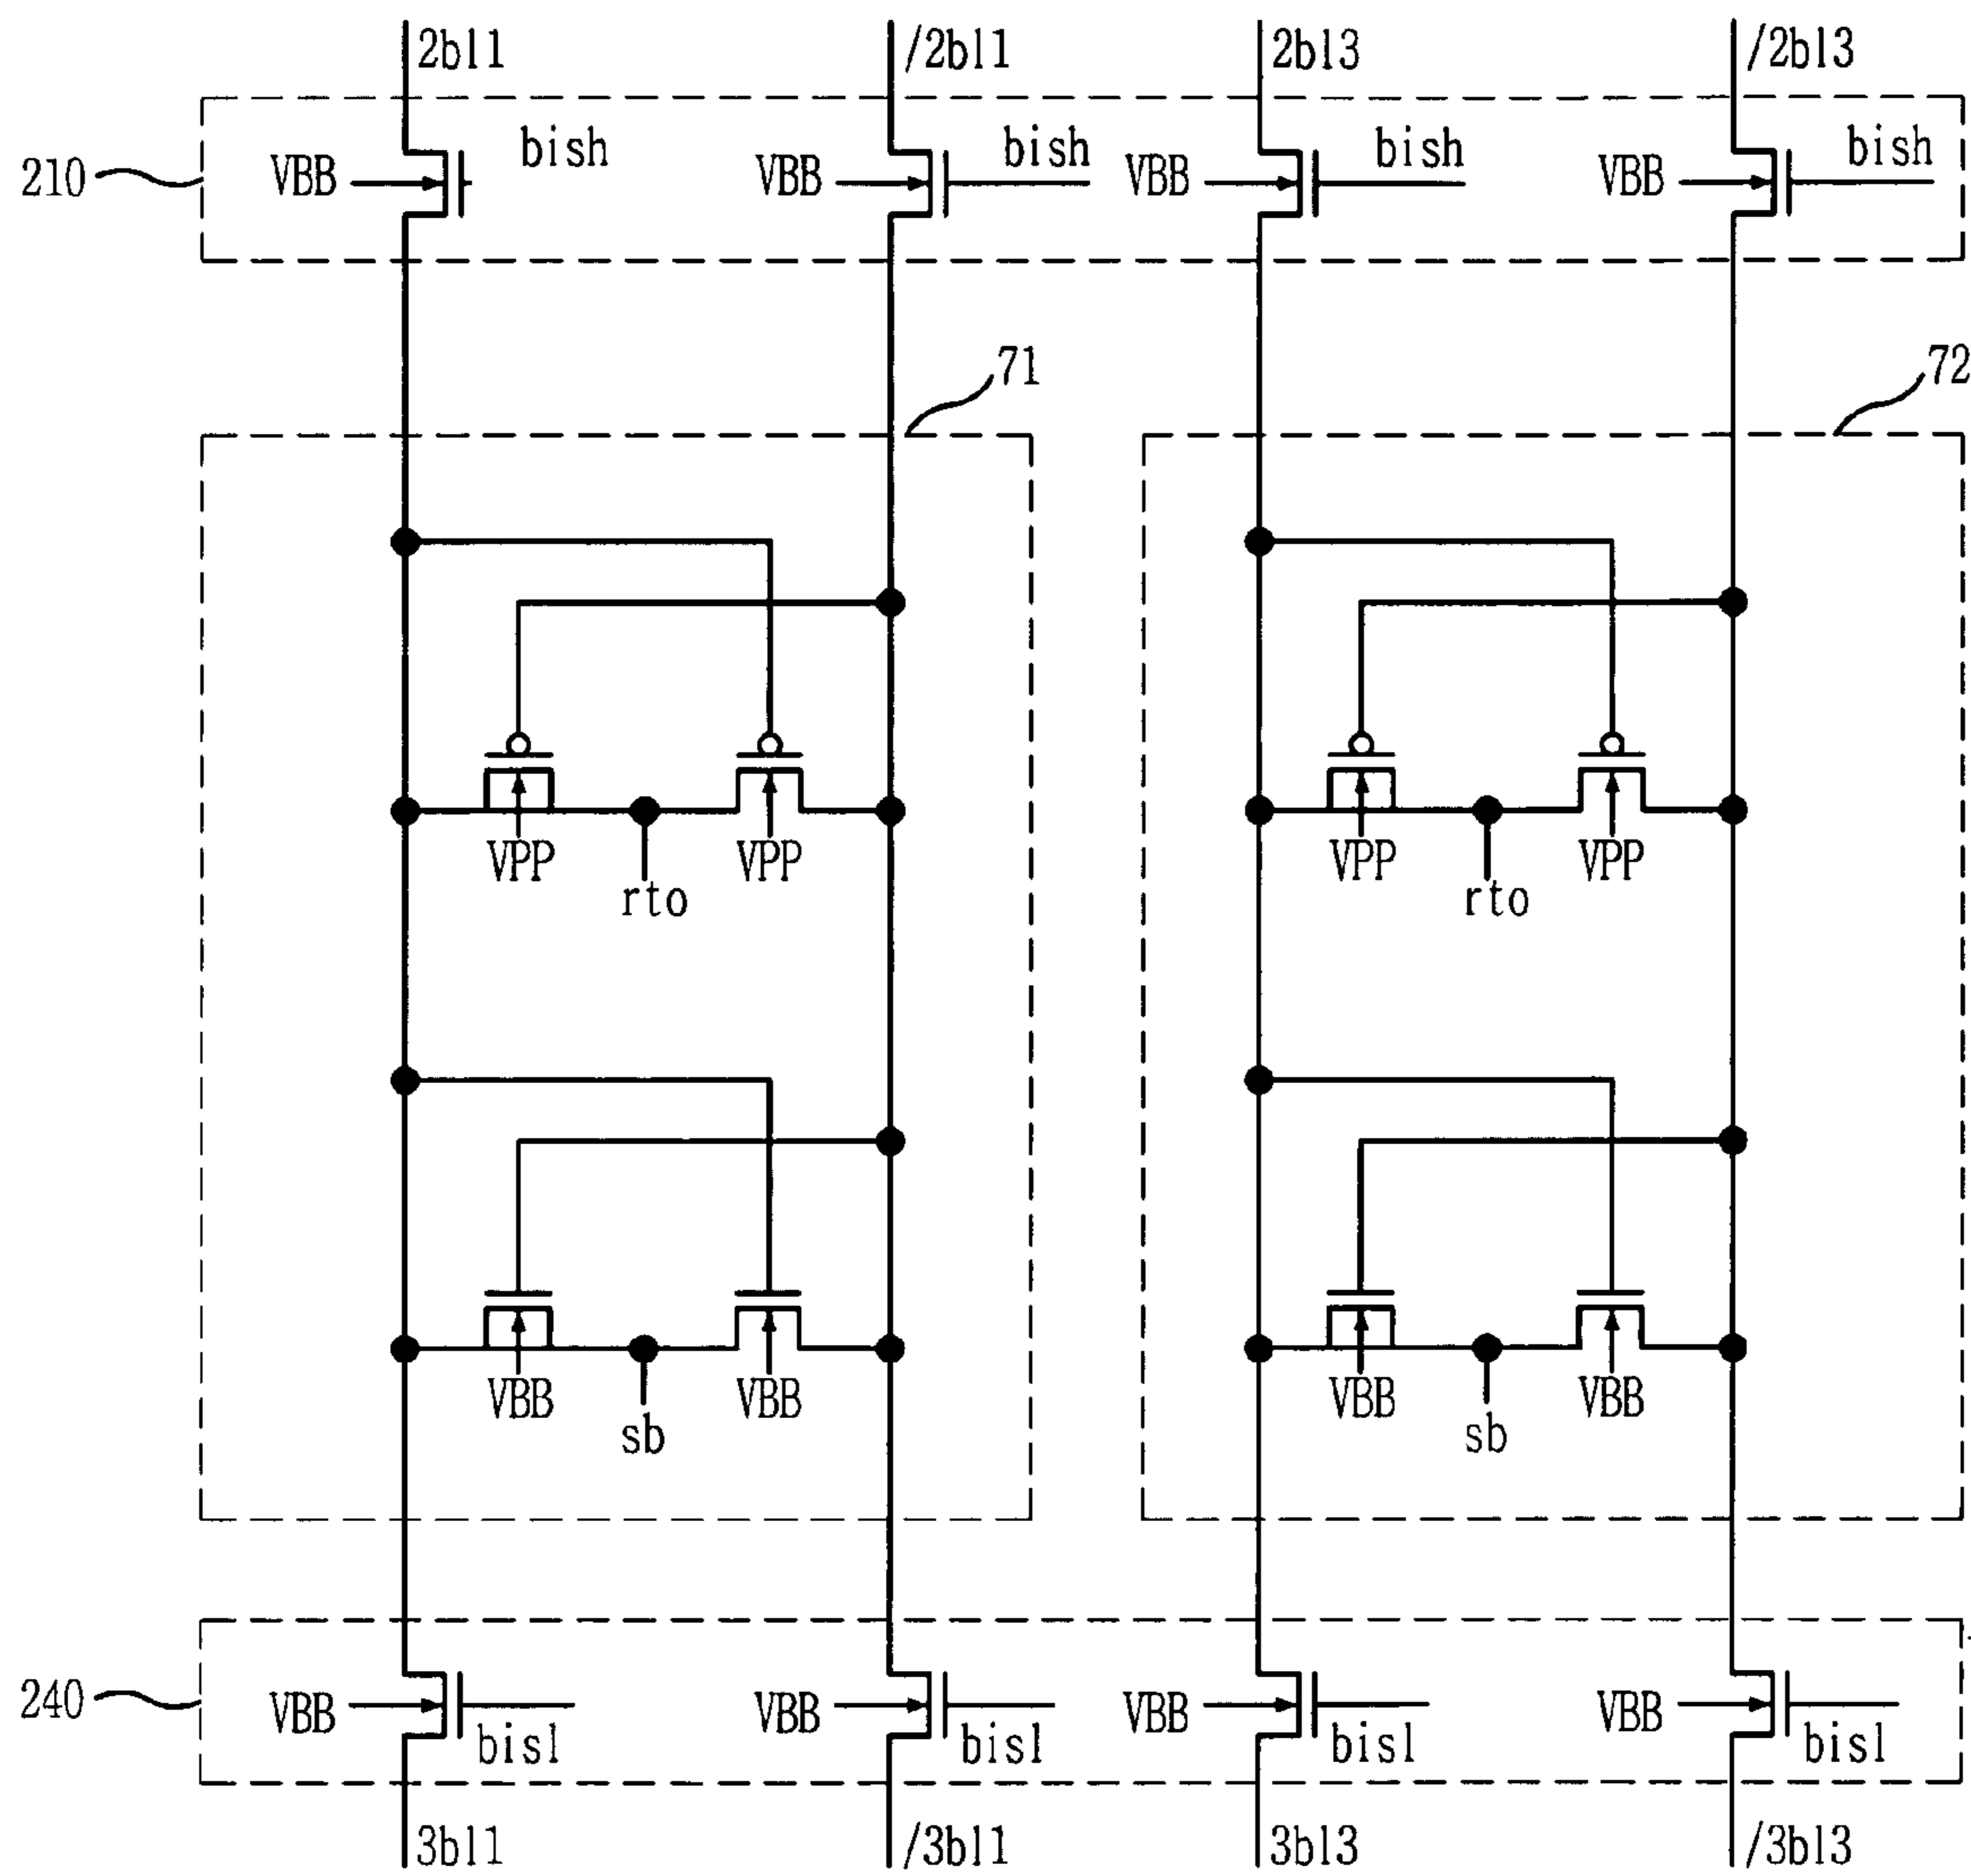 2bl1 /2bl1 2bl3 /2bl3
bish bish bish bish
210 VBB VBB VBB VBB
71 72
VPP VPP VPP VPP
rto rto
VBB VBB VBB VBB
sb sb
240 VBB VBB VBB VBB
bisl bisl bisl bisl
3bl1 /3bl1 3bl3 /3bl3